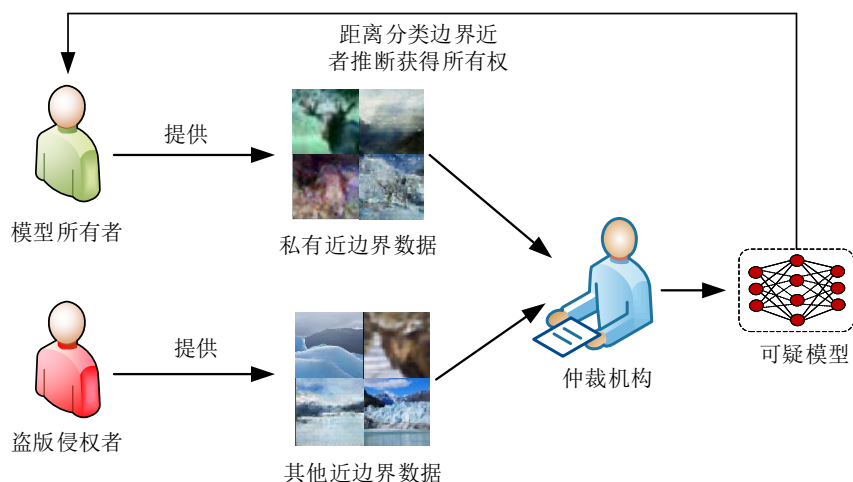 距离分类边界近
者推断获得所有权
提供
模型所有者
私有近边界数据
提供
仲裁机构
可疑模型
盗版侵权者
其他近边界数据